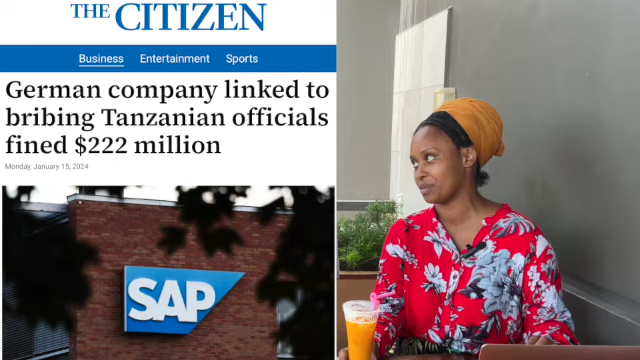 THE CITIZEN
Business Entertainment Sports
German company linked to
bribing Tanzanian officials
fined $222 million
Monday, January 15, 2024
SAP